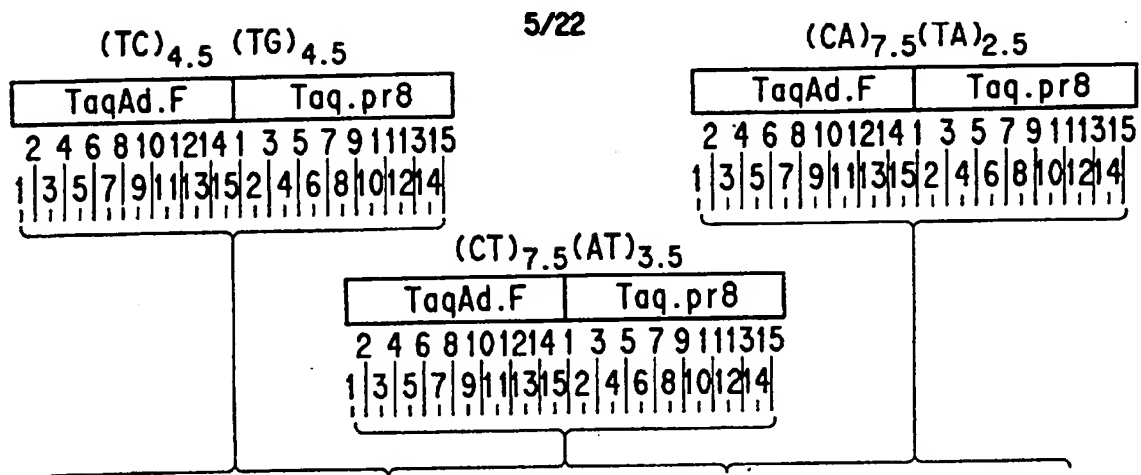 5/22
(TC)4.5 (TG)4.5
TaqAd.F Taq.pr8
2 4 6 8 10 12 14 1 3 5 7 9 11 13 15
1 3 5 7 9 11 13 15 2 4 6 8 10 12 14
(CA)7.5(TA)2.5
TaqAd.F Taq.pr8
2 4 6 8 10 12 14 1 3 5 7 9 11 13 15
1 3 5 7 9 11 13 15 2 4 6 8 10 12 14
(CT)7.5(AT)3.5
TaqAd.F Taq.pr8
2 4 6 8 10 12 14 1 3 5 7 9 11 13 15
1 3 5 7 9 11 13 15 2 4 6 8 10 12 14